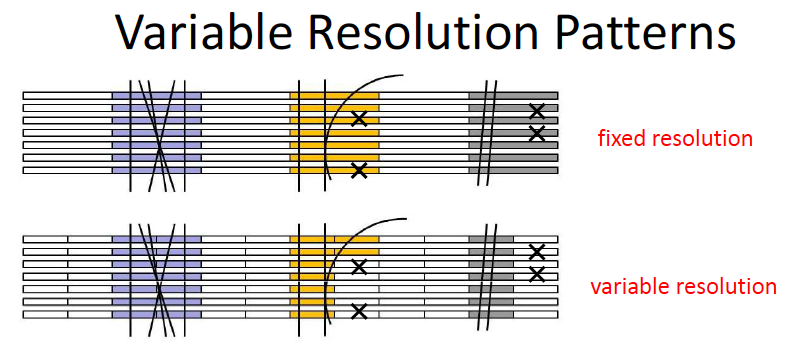 Variable Resolution Patterns
fixed resolution
variable resolution